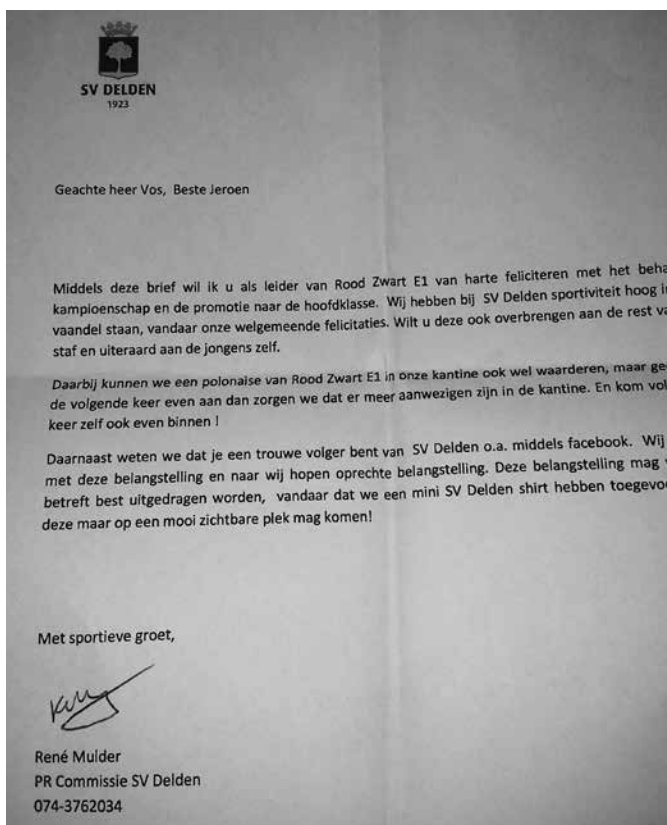 SV DELDEN
1923
Geachte heer Vos, Beste Jeroen
Middels deze brief wil ik u als leider van Rood Zwart E1 van harte feliciteren met het beha
kampioenschap en de promotie naar de hoofdklasse. Wij hebben bij SV Delden sportiviteit hoog i
vaandel staan, vandaar onze welgemeende felicitaties. Wilt u deze ook overbrengen aan de rest va
staf en uiteraard aan de jongens zelf.
Daarbij kunnen we een polonaise van Rood Zwart E1 in onze kantine ook wel waarderen, maar ge
de volgende keer even aan dan zorgen we dat er meer aanwezigen zijn in de kantine. En kom vol
keer zelf ook even binnen !
Daarnaast weten we dat je een trouwe volger bent van SV Delden o.a. middels facebook. Wij
met deze belangstelling en naar wij hopen oprechte belangstelling. Deze belangstelling mag
betreft best uitgedragen worden, vandaar dat we een mini SV Delden shirt hebben toegevo
deze maar op een mooi zichtbare plek mag komen!
Met sportieve groet,
René Mulder
PR Commissie SV Delden
074-3762034